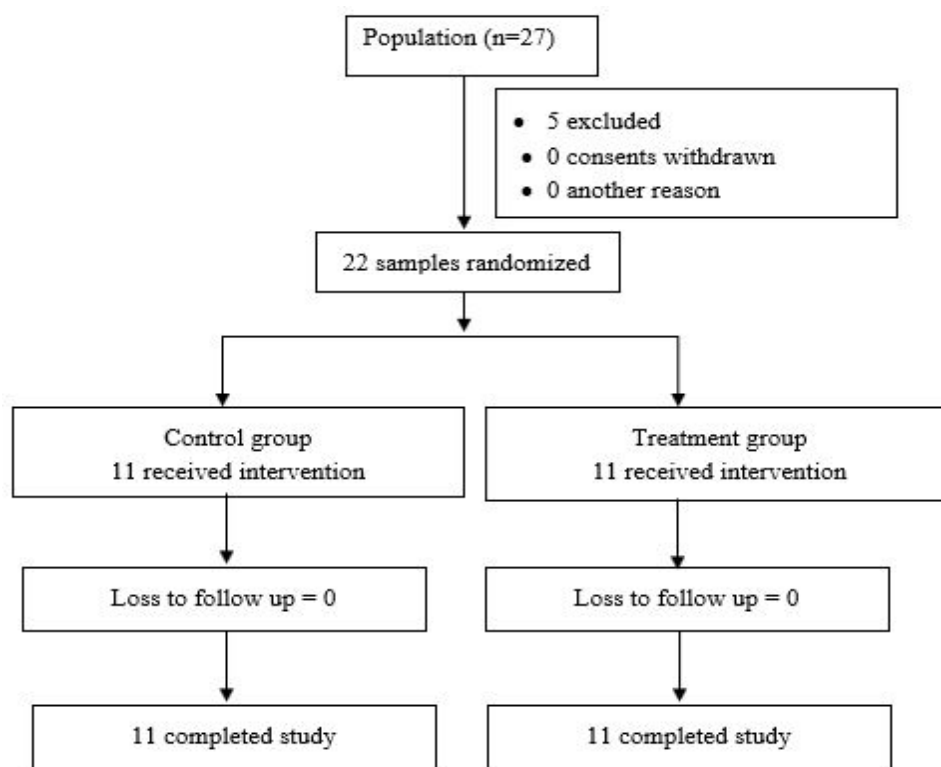 Population (n=27)
• 5 excluded
• 0 consents withdrawn
• 0 another reason
22 samples randomized
Control group
11 received intervention
Treatment group
11 received intervention
Loss to follow up = 0
Loss to follow up = 0
11 completed study
11 completed study